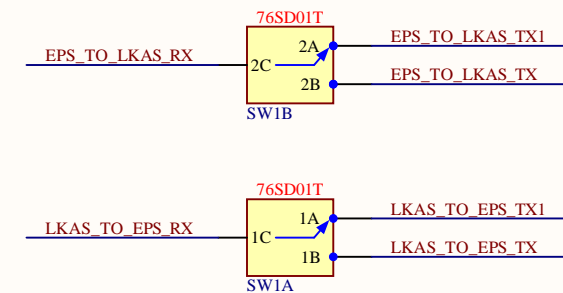 76SD01T
EPS_TO_LKAS_RX 2C 2A EPS_TO_LKAS_TX1
2B EPS_TO_LKAS_TX
SW1B
76SD01T
LKAS_TO_EPS_RX 1C 1A LKAS_TO_EPS_TX1
1B LKAS_TO_EPS_TX
SW1A